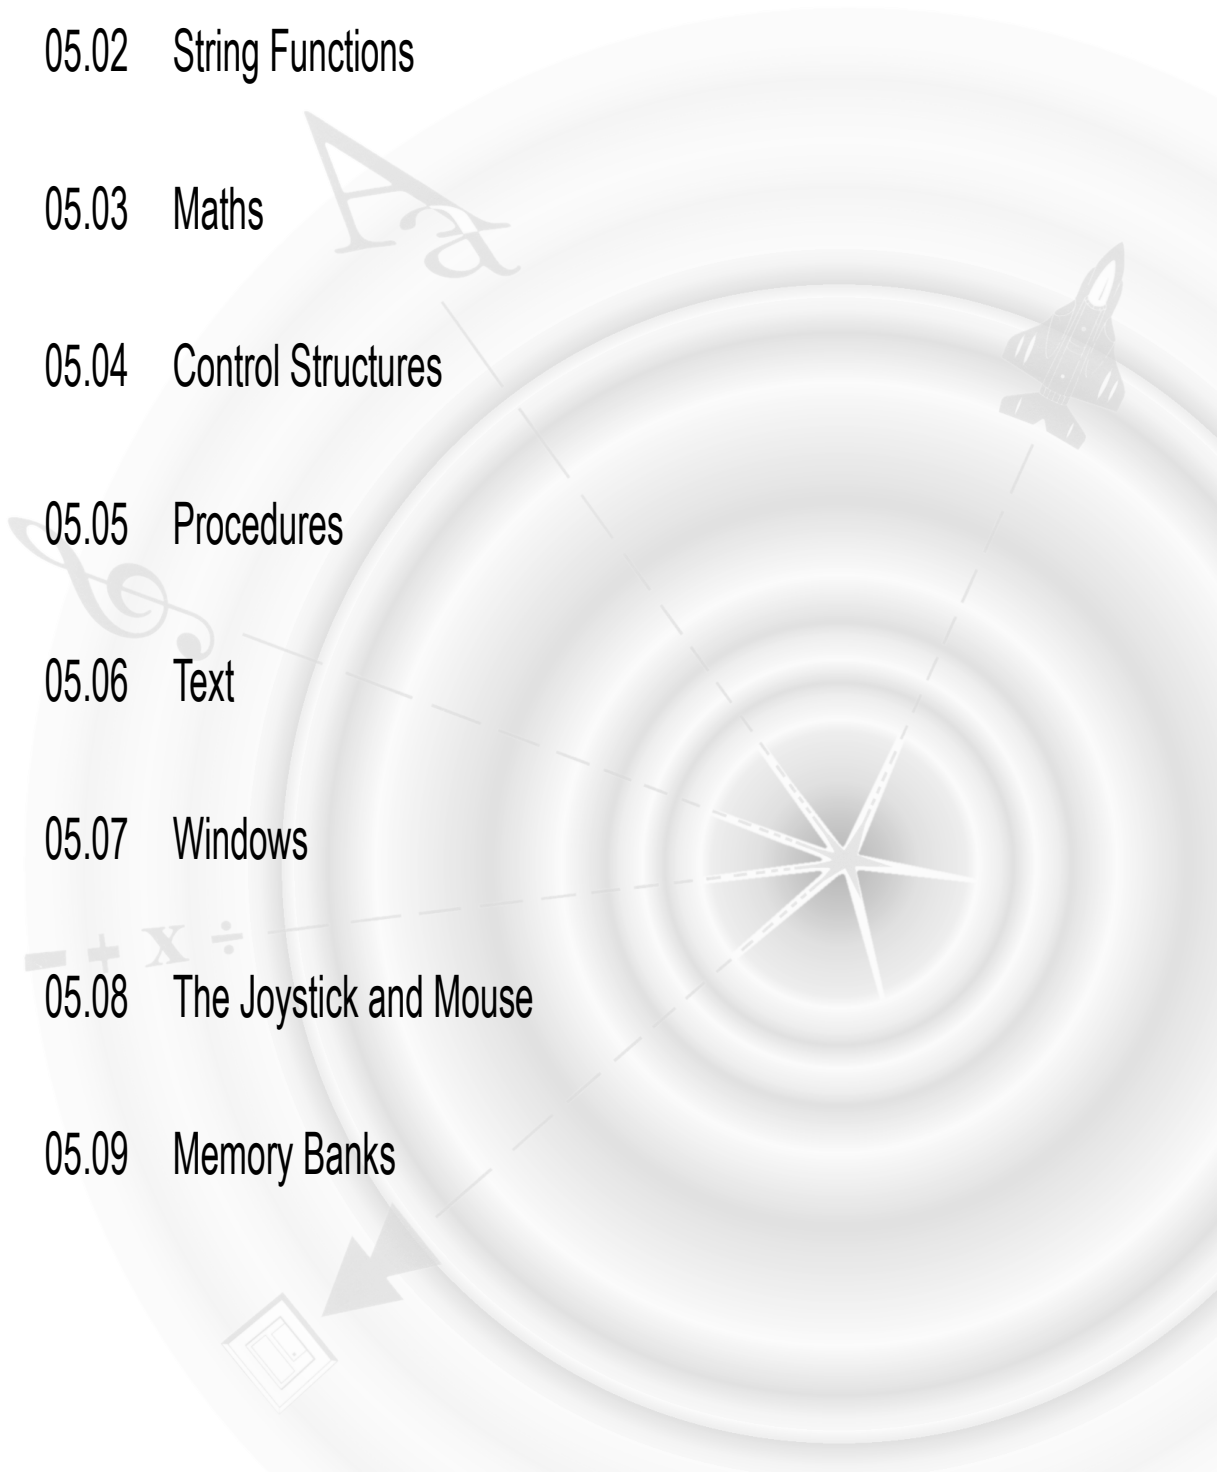 05.02 String Functions
05.03 Maths
05.04 Control Structures
05.05 Procedures
05.06 Text
05.07 Windows
05.08 The Joystick and Mouse
05.09 Memory Banks
Aa
- + x ÷